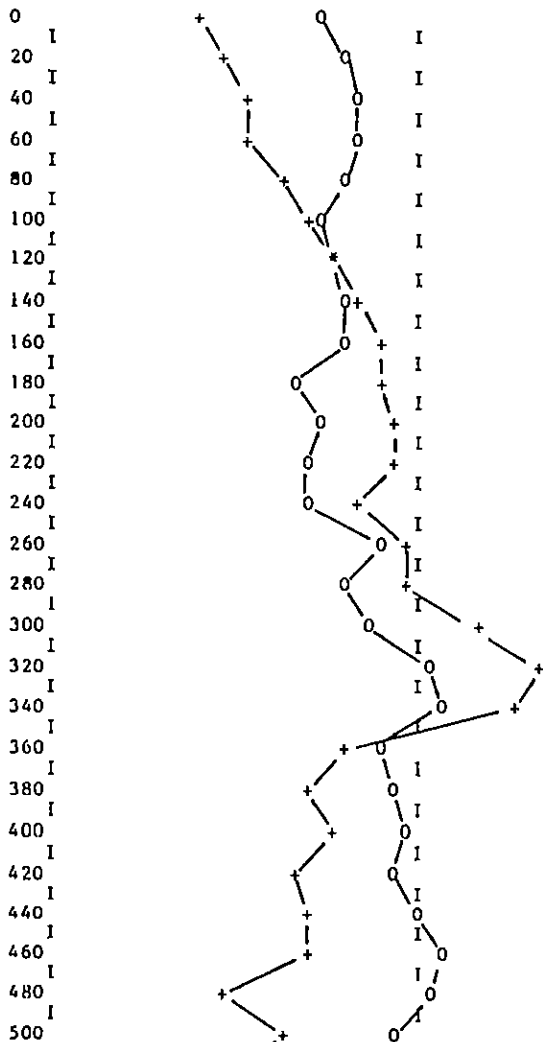 0 + O
I I
20 + O
I I
40 + O
I I
60 + O
I I
80 + O
I I
100 + O
I I
120 *
I I
140 O +
I I
160 O +
I I
180 O +
I I
200 O +
I I
220 O +
I I
240 O +
I I
260 O +
I I
280 O +
I I
300 O +
I I
320 O +
I I
340 O +
I I
360 + O
I I
380 + O
I I
400 + O
I I
420 + O
I I
440 + O
I I
460 + O
I I
480 + O
I I
500 + O